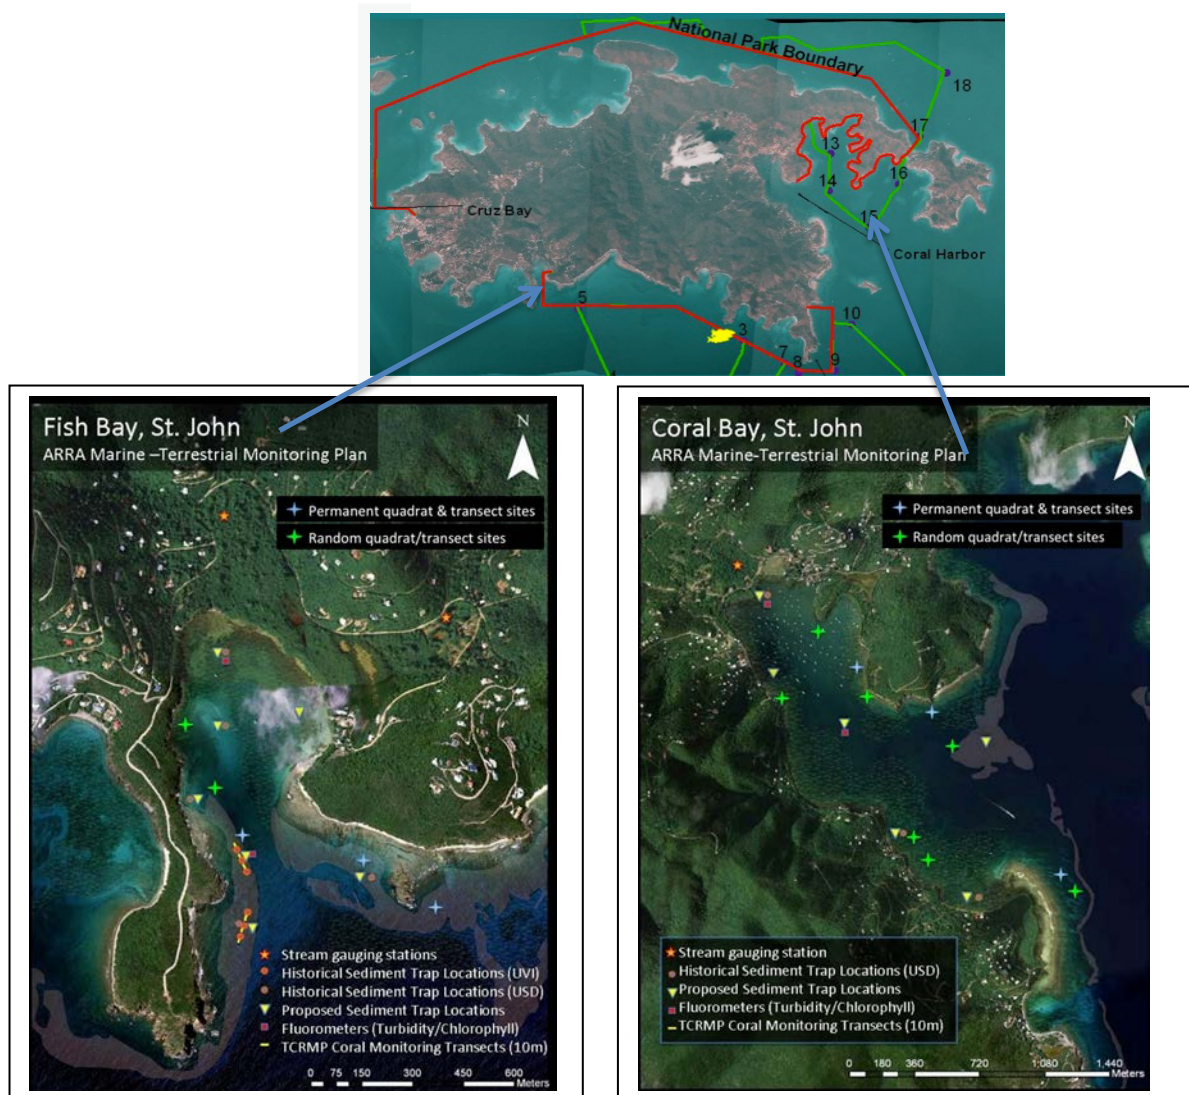 National Park Boundary
18
17
13
16
14
15
Cruz Bay
Coral Harbor
5
10
3
7
8
9
Fish Bay, St. John
ARRA Marine –Terrestrial Monitoring Plan
N
Permanent quadrat & transect sites
Random quadrat/transect sites
Stream gauging stations
Historical Sediment Trap Locations (UVI)
Historical Sediment Trap Locations (USD)
Proposed Sediment Trap Locations
Fluorometers (Turbidity/Chlorophyll)
TCRMP Coral Monitoring Transects (10m)
0 75 150 300 450 600
Meters
Coral Bay, St. John
ARRA Marine-Terrestrial Monitoring Plan
N
Permanent quadrat & transect sites
Random quadrat/transect sites
Stream gauging station
Historical Sediment Trap Locations (USD)
Proposed Sediment Trap Locations
Fluorometers (Turbidity/Chlorophyll)
TCRMP Coral Monitoring Transects (10m)
0 180 360 720 1,080 1,440
Meters